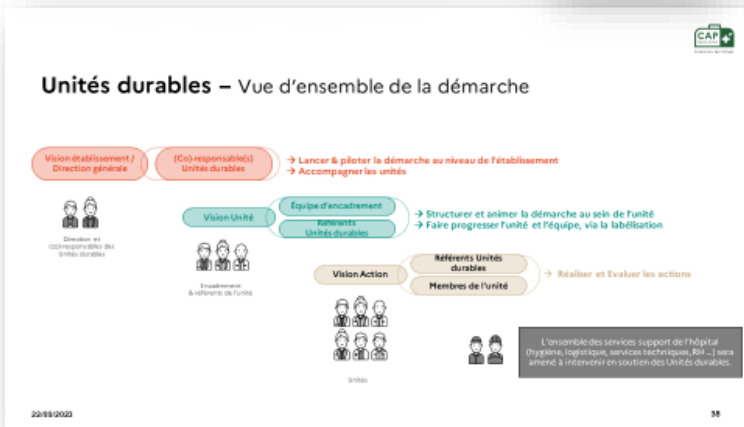 CAP
Unités durables – Vue d'ensemble de la démarche
Vision établissement /
Direction générale
(Co)-responsable(s)
Unités durables
→ Lancer & piloter la démarche au niveau de l'établissement
→ Accompagner les unités
Direction et
(co)-responsables des
Unités durables
Vision Unité
Équipe d'encadrement
Référents
Unités durables
→ Structurer et animer la démarche au sein de l'unité
→ Faire progresser l'unité et l'équipe, via la labélisation
Encadrement
& référents de l'unité
Vision Action
Référents Unités
durables
Membres de l'unité
→ Réaliser et Evaluer les actions
Unités
L'ensemble des services support de l'hôpital
(hygiène, logistique, services techniques, RH ...) sera
amené à intervenir en soutien des Unités durables.
38